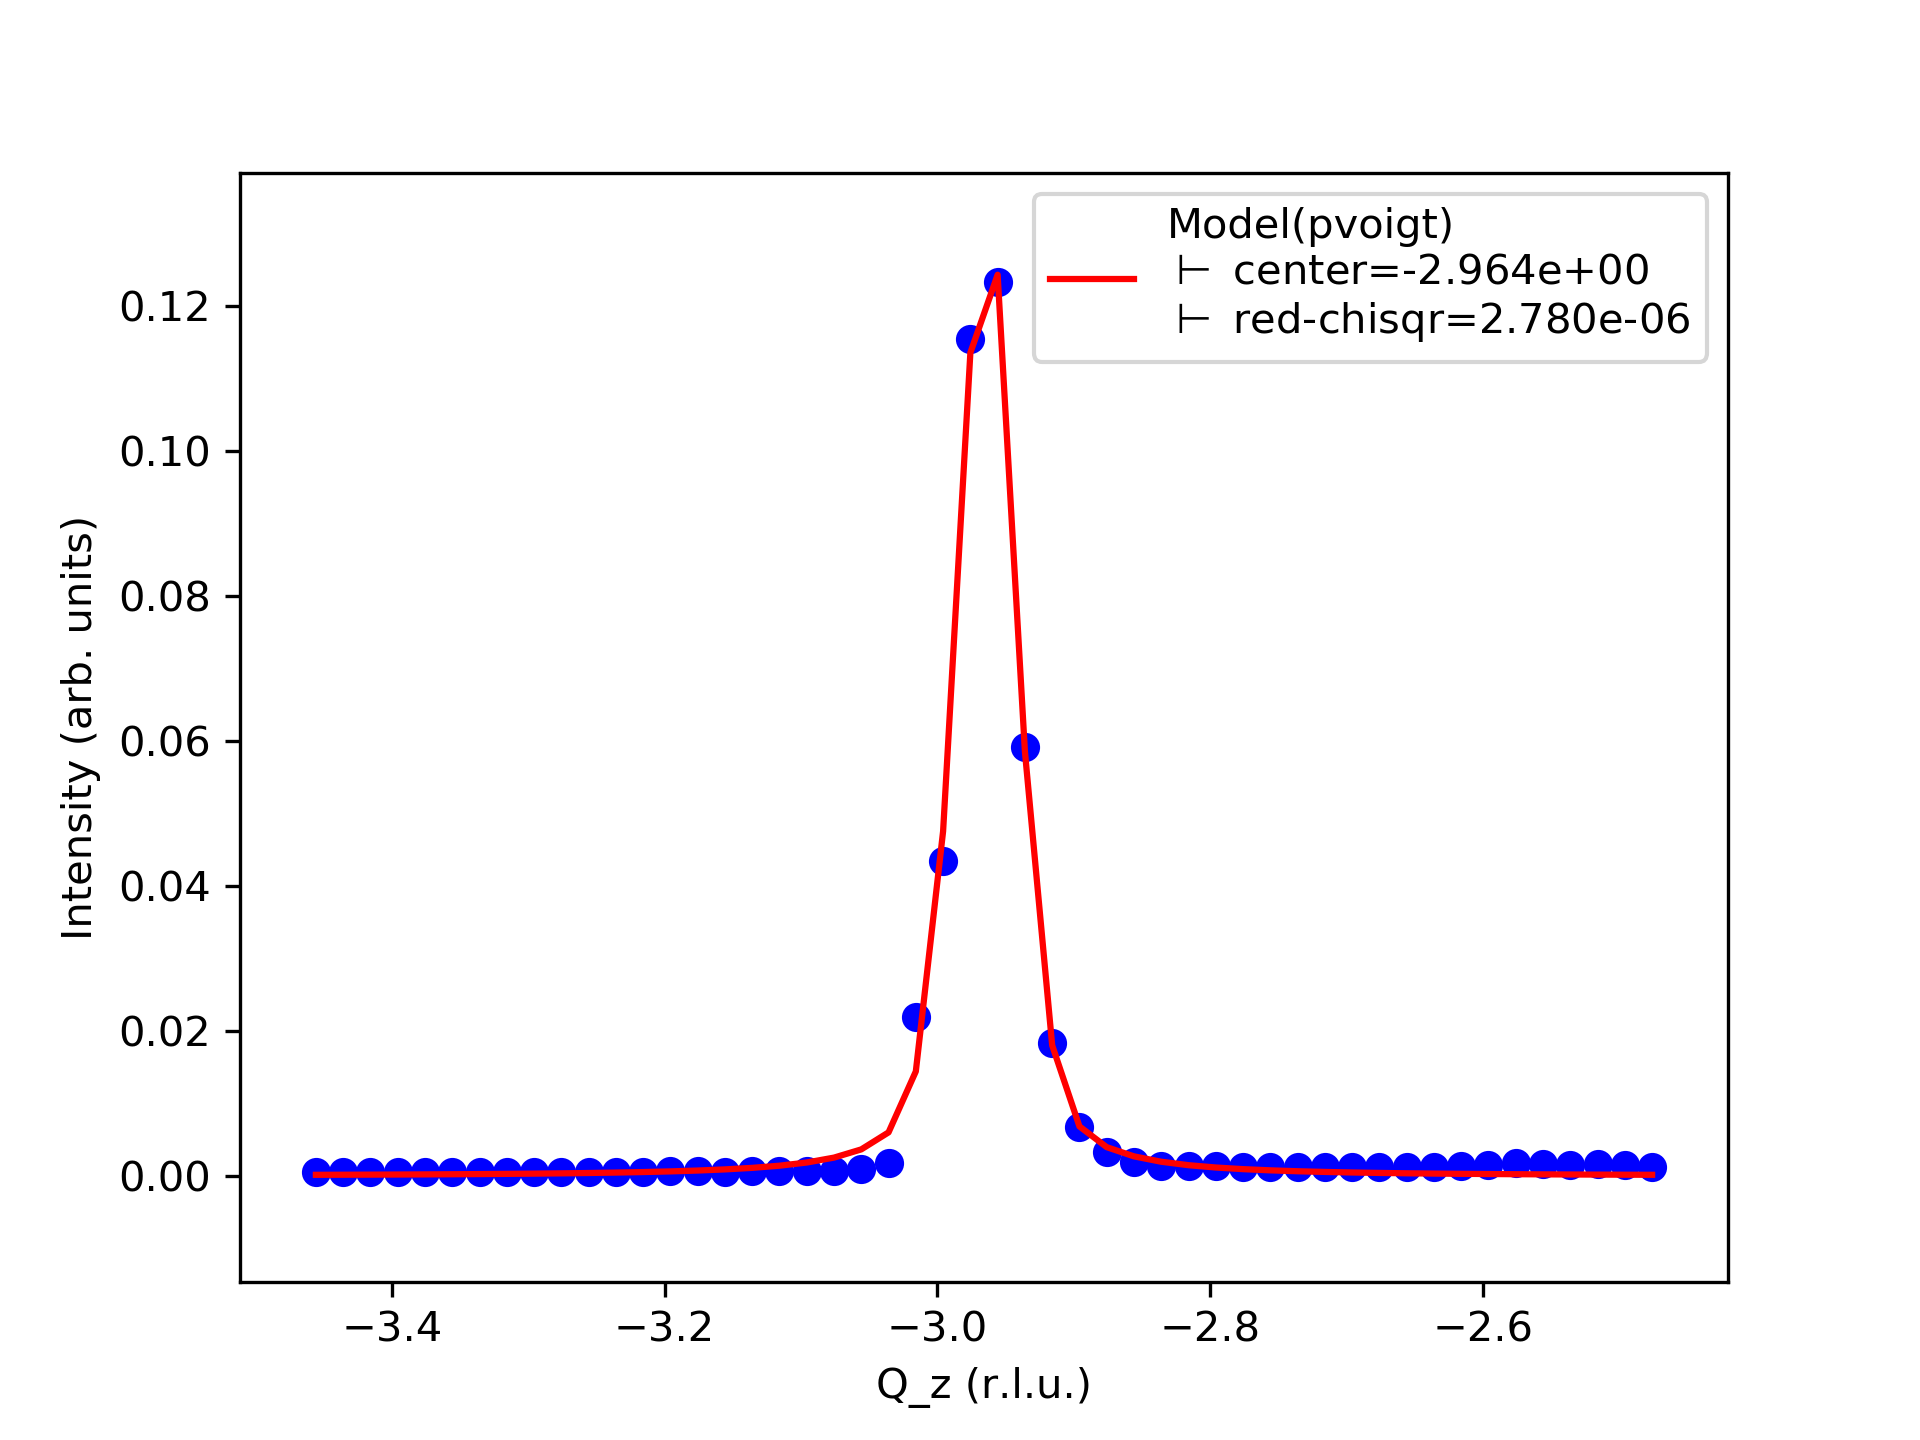 Model(pvoigt)
⊢ center=-2.964e+00
⊢ red-chisqr=2.780e-06
0.12
0.10
0.08
0.06
0.04
0.02
0.00
Intensity (arb. units)
−3.4 −3.2 −3.0 −2.8 −2.6
Q_z (r.l.u.)